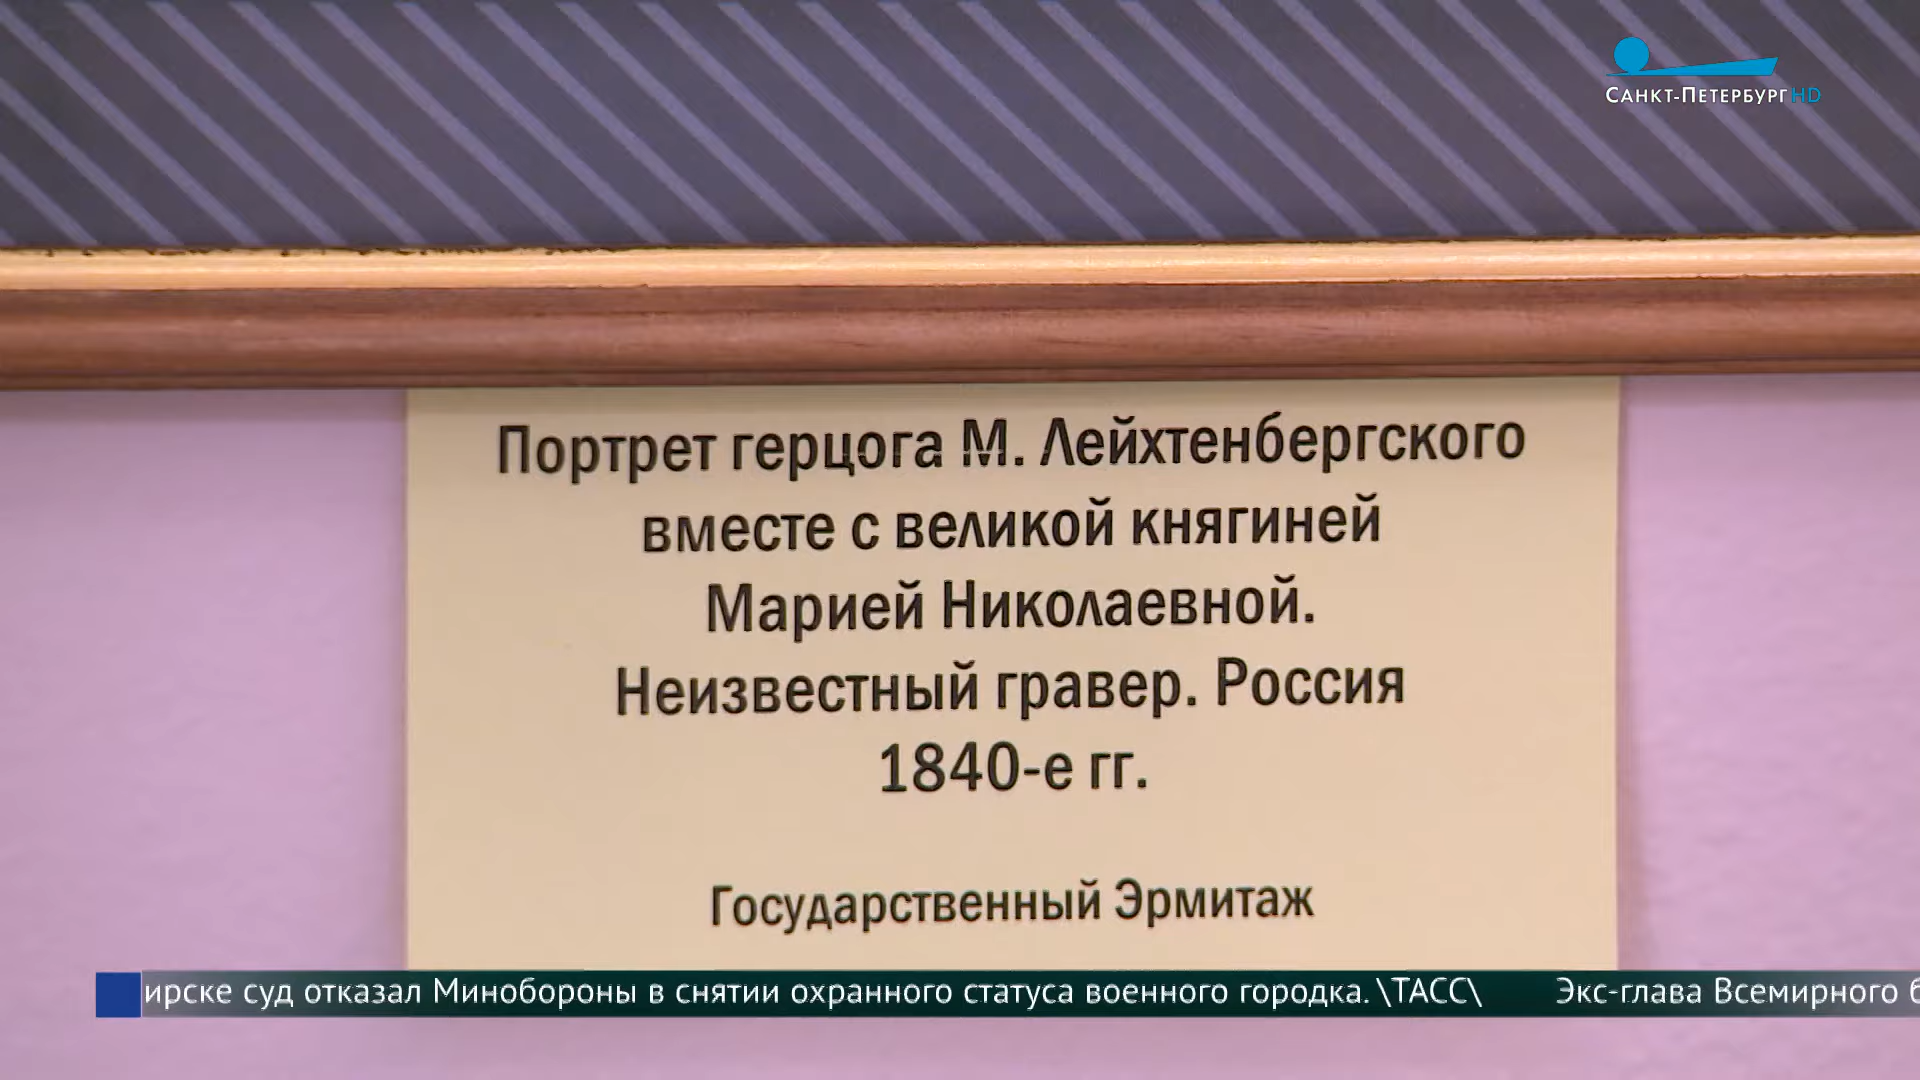 САНКТ-ПЕТЕРБУРГ HD
Портрет герцога М. Лейхтенбергского
вместе с великой княгиней
Марией Николаевной.
Неизвестный гравер. Россия
1840-е гг.
Государственный Эрмитаж
ирске суд отказал Минобороны в снятии охранного статуса военного городка. \ТАСС\ Экс-глава Всемирного б